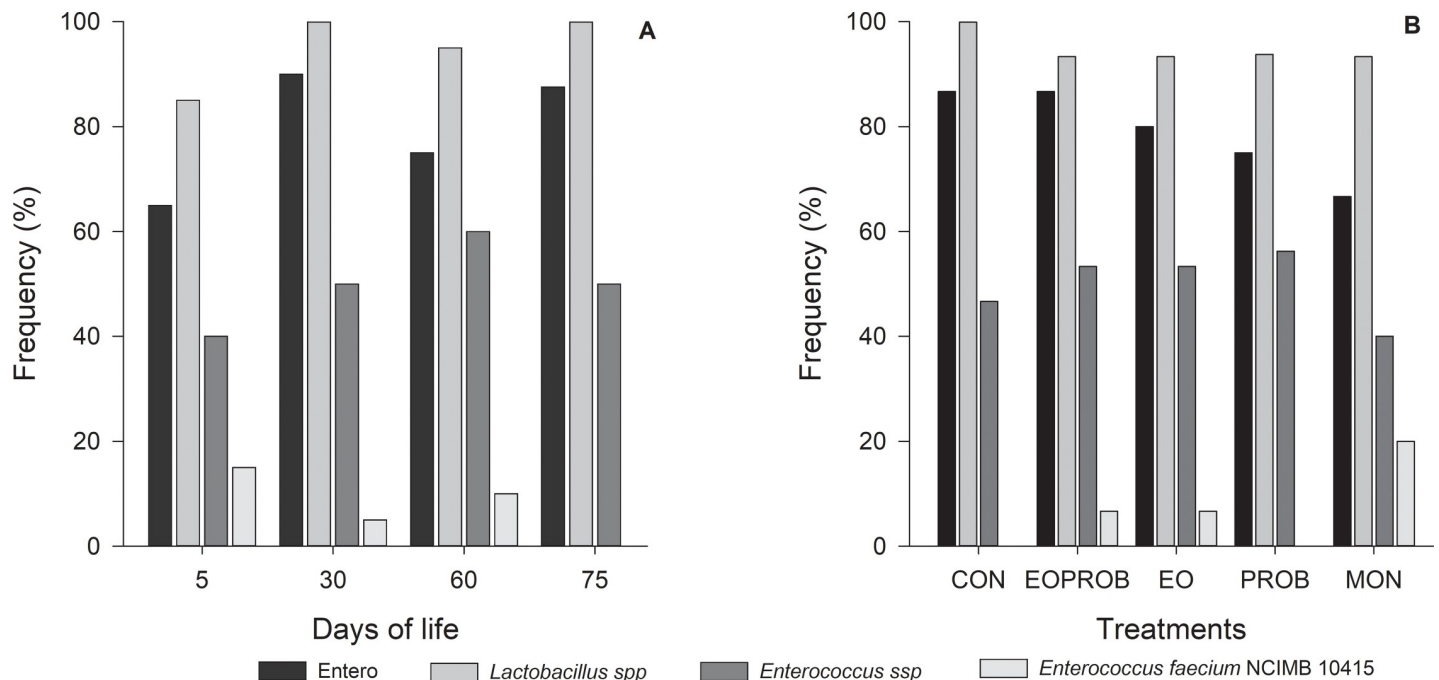 A
Frequency (%)
100
80
60
40
20
0
5 30 60 75
Days of life
B
Frequency (%)
100
80
60
40
20
0
CON EOPROB EO PROB MON
Treatments
Entero Lactobacillus spp Enterococcus ssp Enterococcus faecium NCIMB 10415